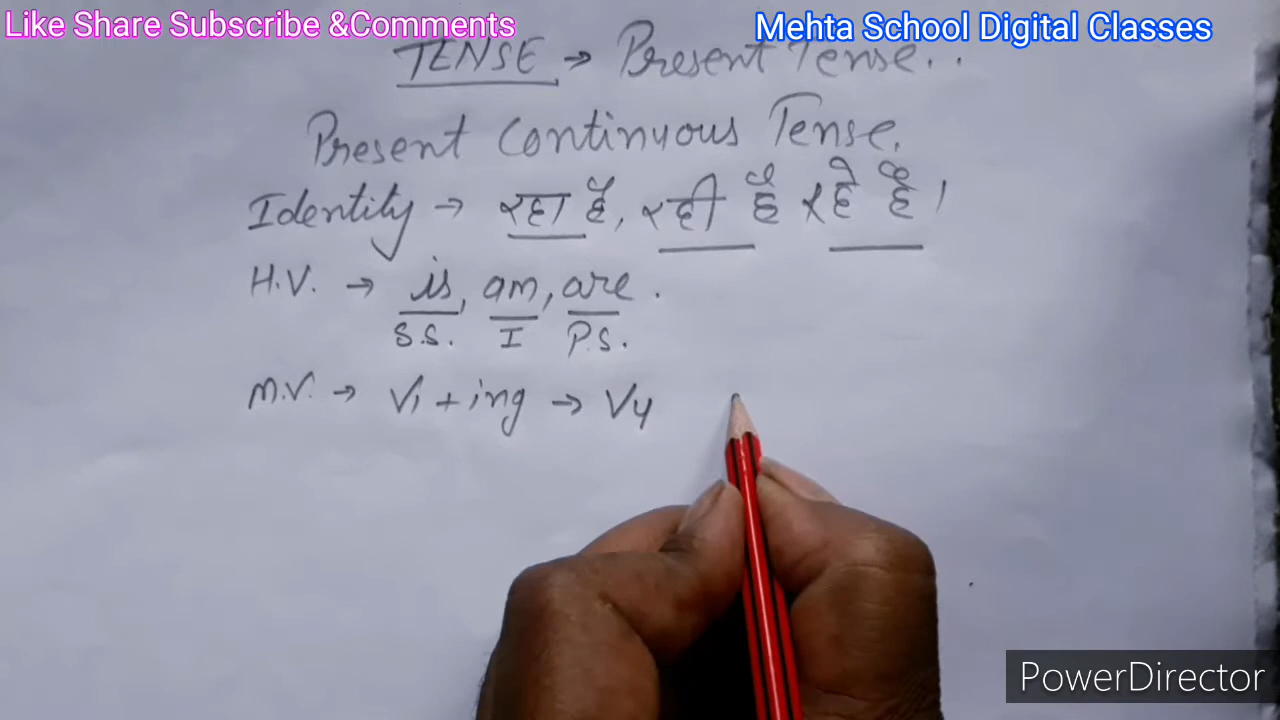 Like Share Subscribe &Comments
Mehta School Digital Classes
TENSE → Present Tense..
Present Continuous Tense.
Identity → रहा है, रही है रहे हैं।
H.V. → is, am, are.
S.S. I P.S.
M.V. → V1 + ing → V4
PowerDirector